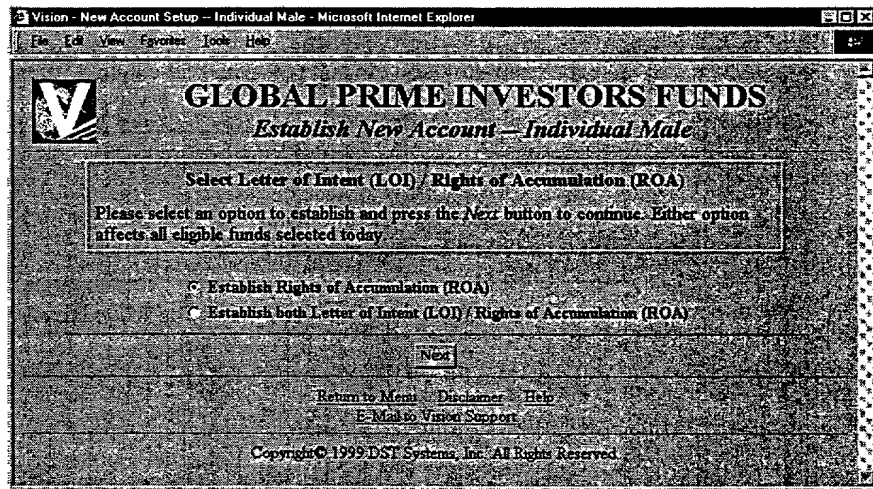 Vision - New Account Setup -- Individual Male - Microsoft Internet Explorer
File Edit View Favorites Tools Help
V
GLOBAL PRIME INVESTORS FUNDS
Establish New Account — Individual Male
Select Letter of Intent (LOI) / Rights of Accumulation (ROA)
Please select an option to establish and press the Next button to continue. Either option
affects all eligible funds selected today.
Establish Rights of Accumulation (ROA)
Establish both Letter of Intent (LOI) / Rights of Accumulation (ROA)
Next
Return to Menu Disclaimer Help
E-Mail to Vision Support
Copyright© 1999 DST Systems, Inc. All Rights Reserved.